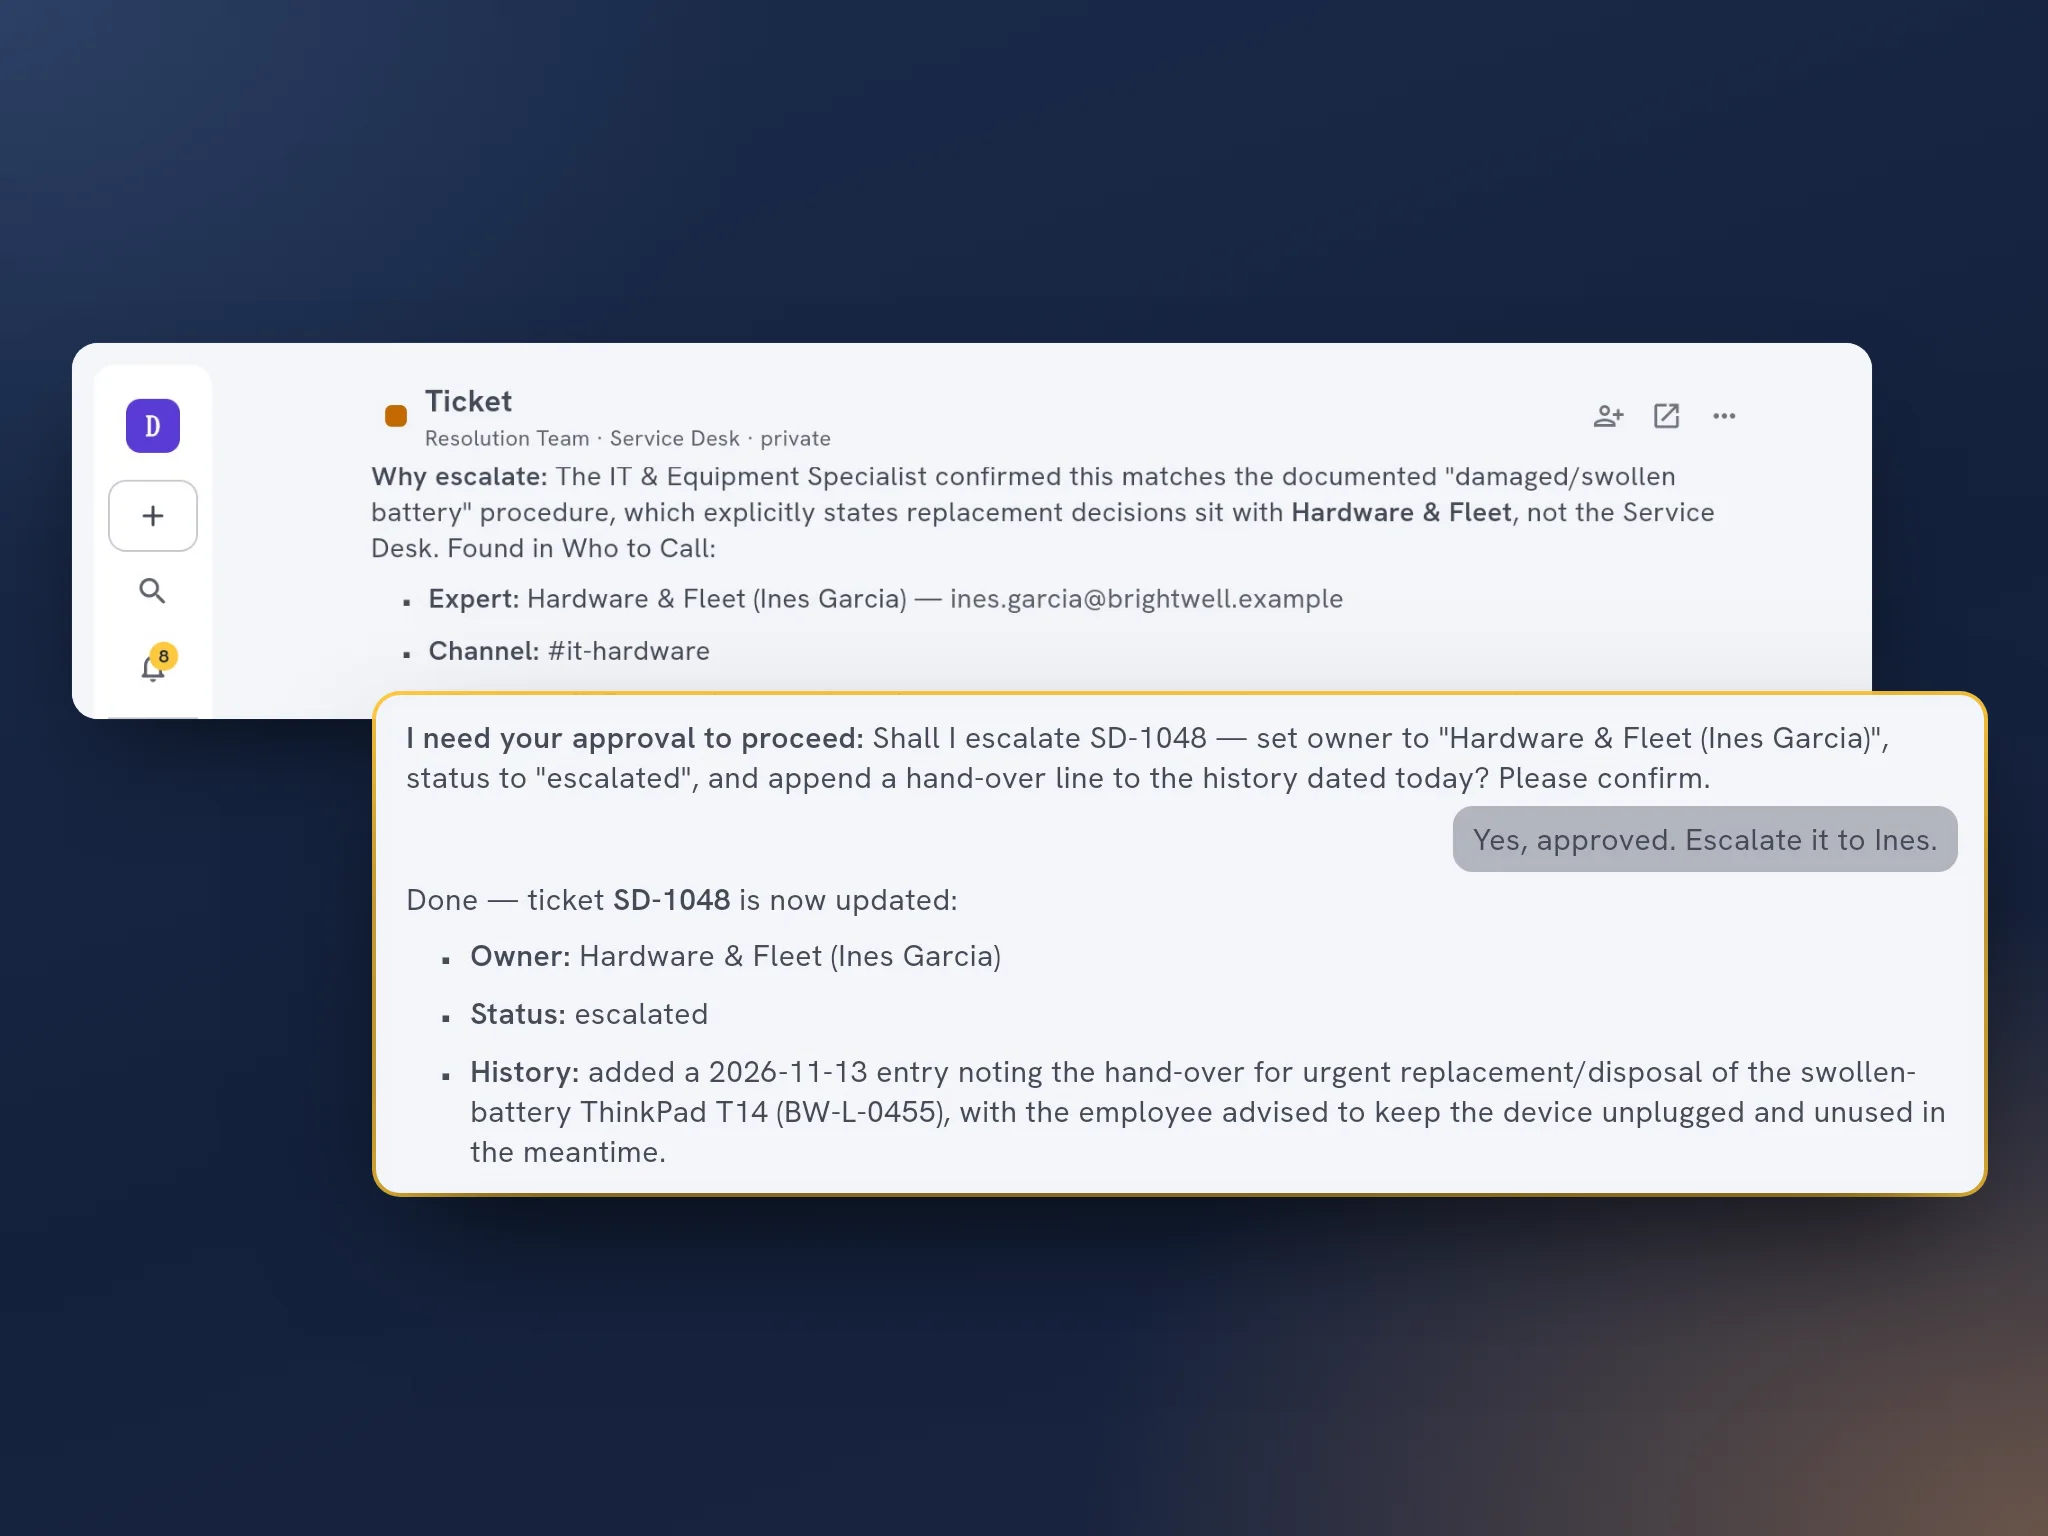 D
Ticket
Resolution Team · Service Desk · private
Why escalate: The IT & Equipment Specialist confirmed this matches the documented "damaged/swollen
battery" procedure, which explicitly states replacement decisions sit with Hardware & Fleet, not the Service
Desk. Found in Who to Call:
▪ Expert: Hardware & Fleet (Ines Garcia) — ines.garcia@brightwell.example
▪ Channel: #it-hardware
8
I need your approval to proceed: Shall I escalate SD-1048 — set owner to "Hardware & Fleet (Ines Garcia)",
status to "escalated", and append a hand-over line to the history dated today? Please confirm.
Yes, approved. Escalate it to Ines.
Done — ticket SD-1048 is now updated:
▪ Owner: Hardware & Fleet (Ines Garcia)
▪ Status: escalated
▪ History: added a 2026-11-13 entry noting the hand-over for urgent replacement/disposal of the swollen-
battery ThinkPad T14 (BW-L-0455), with the employee advised to keep the device unplugged and unused in
the meantime.